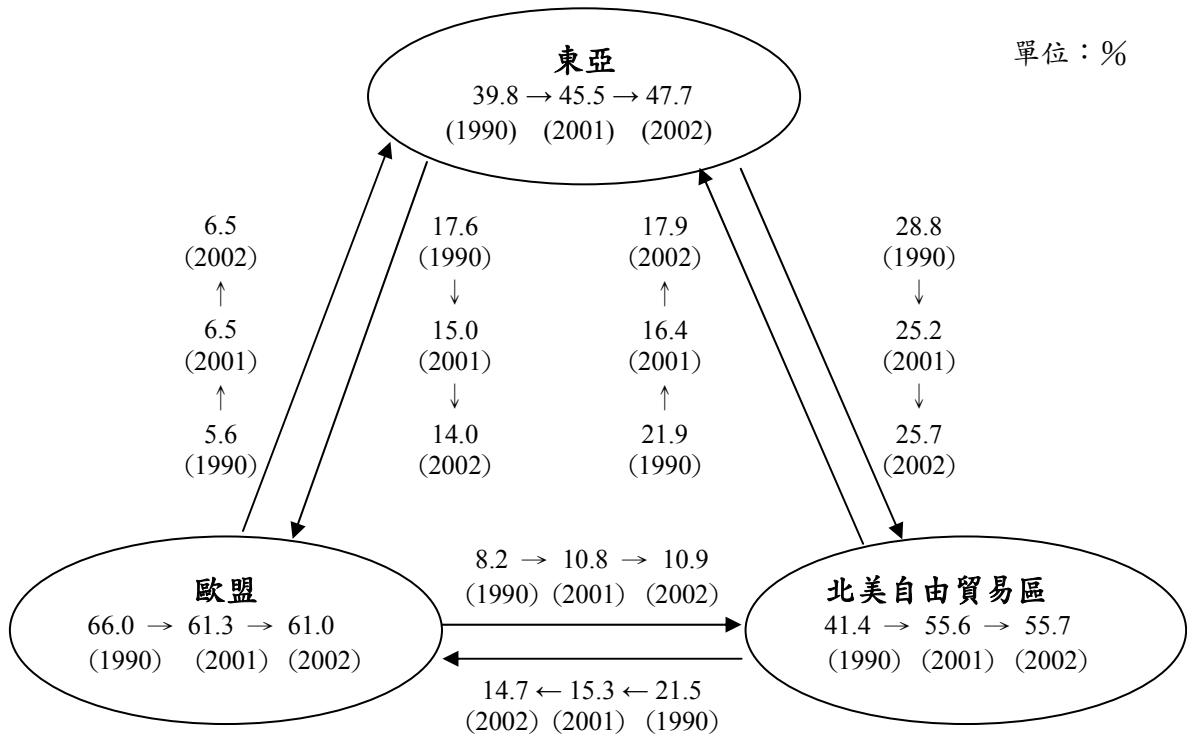 東亞
單位：%
39.8 → 45.5 → 47.7
(1990) (2001) (2002)
6.5
(2002)
↑
6.5
(2001)
↑
5.6
(1990)
17.6
(1990)
↓
15.0
(2001)
↓
14.0
(2002)
17.9
(2002)
↑
16.4
(2001)
↑
21.9
(1990)
28.8
(1990)
↓
25.2
(2001)
↓
25.7
(2002)
歐盟
66.0 → 61.3 → 61.0
(1990) (2001) (2002)
8.2 → 10.8 → 10.9
(1990) (2001) (2002)
14.7 ← 15.3 ← 21.5
(2002) (2001) (1990)
北美自由貿易區
41.4 → 55.6 → 55.7
(1990) (2001) (2002)